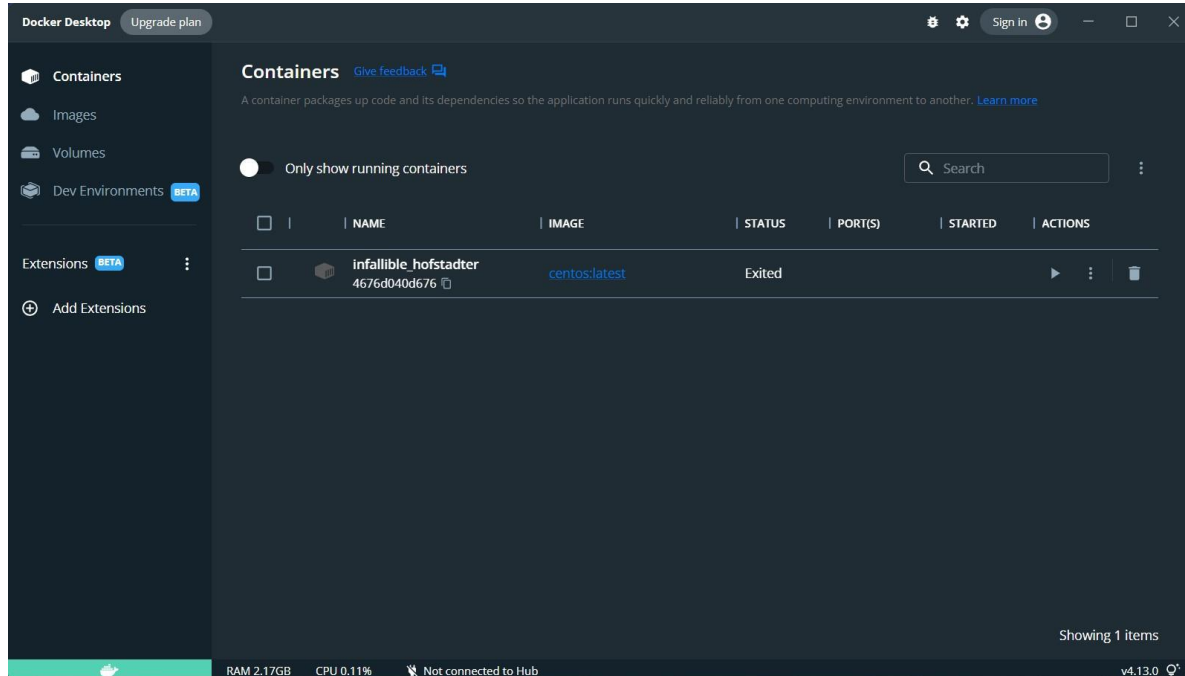 Docker Desktop Upgrade plan Sign in
Containers
Images
Volumes
Dev Environments BETA
Extensions BETA
Add Extensions
Containers Give feedback
A container packages up code and its dependencies so the application runs quickly and reliably from one computing environment to another. Learn more
Only show running containers Search
NAME IMAGE STATUS PORT(S) STARTED ACTIONS
infallible_hofstadter centos:latest Exited
4676d040d676
Showing 1 items
RAM 2.17GB CPU 0.11% Not connected to Hub v4.13.0